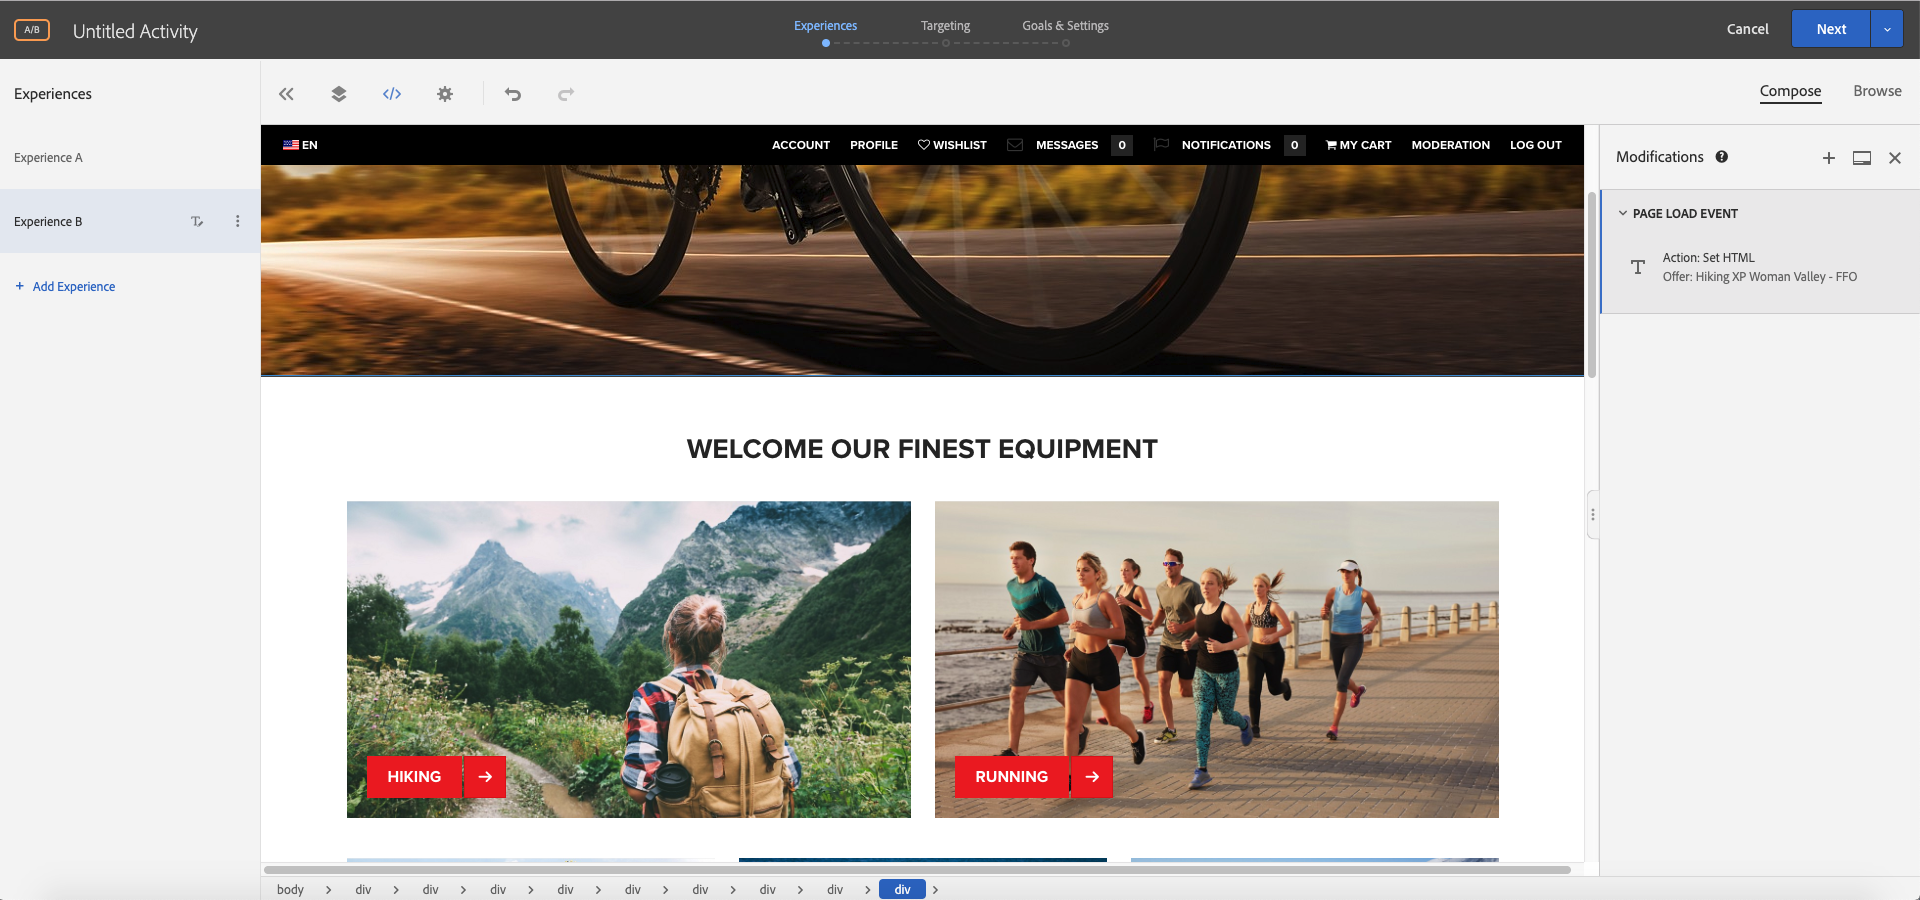 A/B
Untitled Activity
Experiences
Targeting
Goals & Settings
Cancel
Next
Experiences
</>
Compose
Browse
Experience A
Experience B
+ Add Experience
EN
ACCOUNT
PROFILE
WISHLIST
MESSAGES
0
NOTIFICATIONS
0
MY CART
MODERATION
LOG OUT
Modifications
?
PAGE LOAD EVENT
Action: Set HTML
Offer: Hiking XP Woman Valley - FFO
WELCOME OUR FINEST EQUIPMENT
HIKING
RUNNING
body > div > div > div > div > div > div > div > div > div >